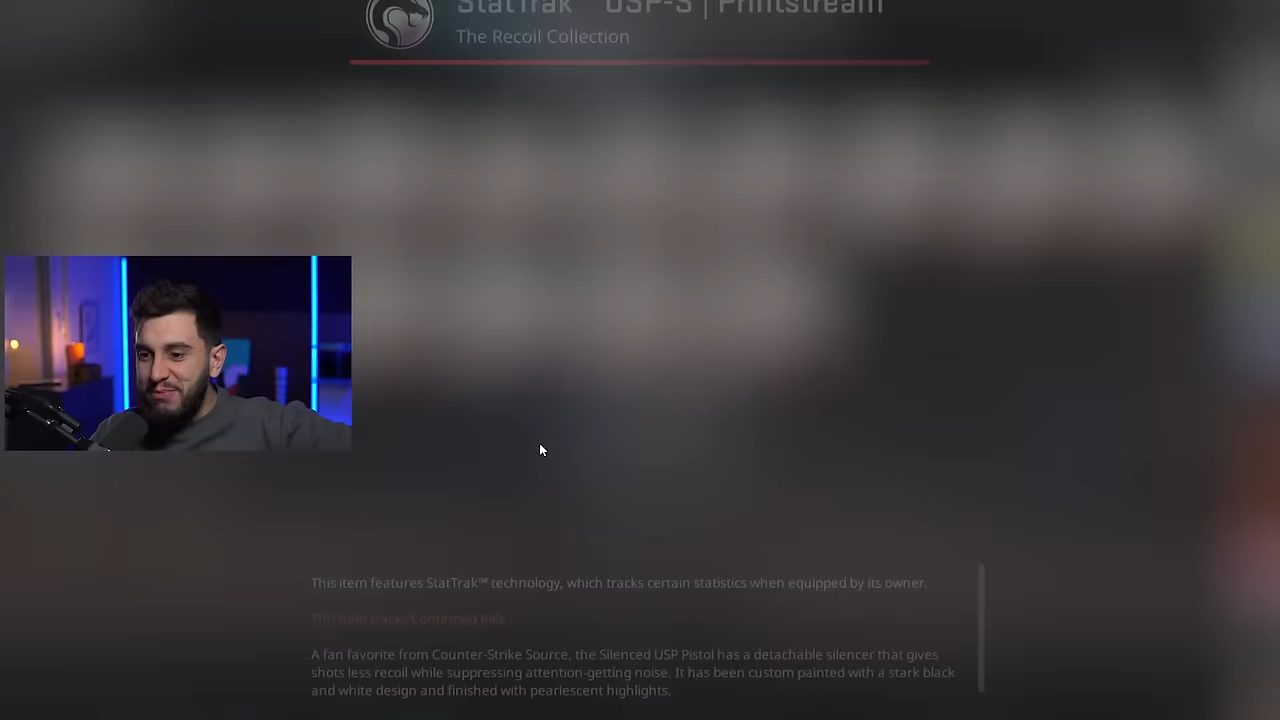 StatTrak™ USP-S | Printstream
The Recoil Collection
This item features StatTrak™ technology, which tracks certain statistics when equipped by its owner.
This item tracks Confirmed Kills.
A fan favorite from Counter-Strike Source, the Silenced USP Pistol has a detachable silencer that gives
shots less recoil while suppressing attention-getting noise. It has been custom painted with a stark black
and white design and finished with pearlescent highlights.